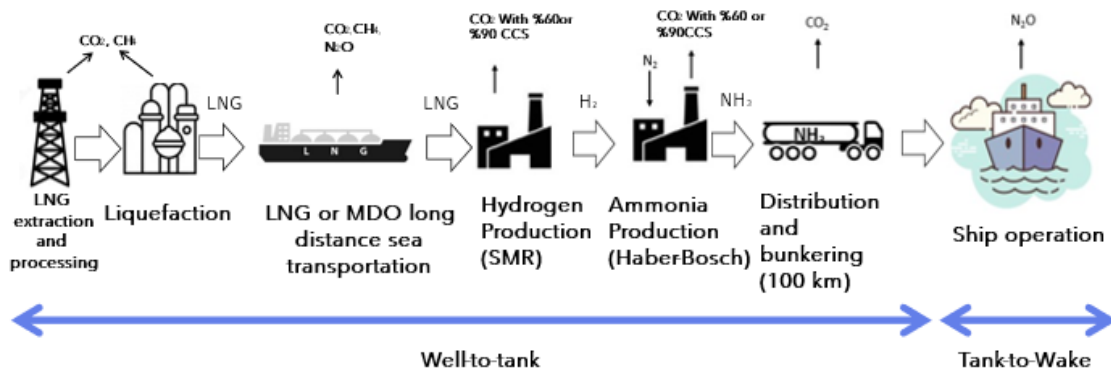 CO₂, CH₄
CO₂,CH₄,
N₂O
CO₂ With %60or
%90 CCS
CO₂ With %60 or
%90CCS
CO₂
N₂O
N₂
LNG
LNG
H₂
NH₃
NH₃
L N G
LNG
extraction
and
processing
Liquefaction
LNG or MDO long
distance sea
transportation
Hydrogen
Production
(SMR)
Ammonia
Production
(HaberBosch)
Distribution
and
bunkering
(100 km)
Ship operation
Well-to-tank
Tank-to-Wake